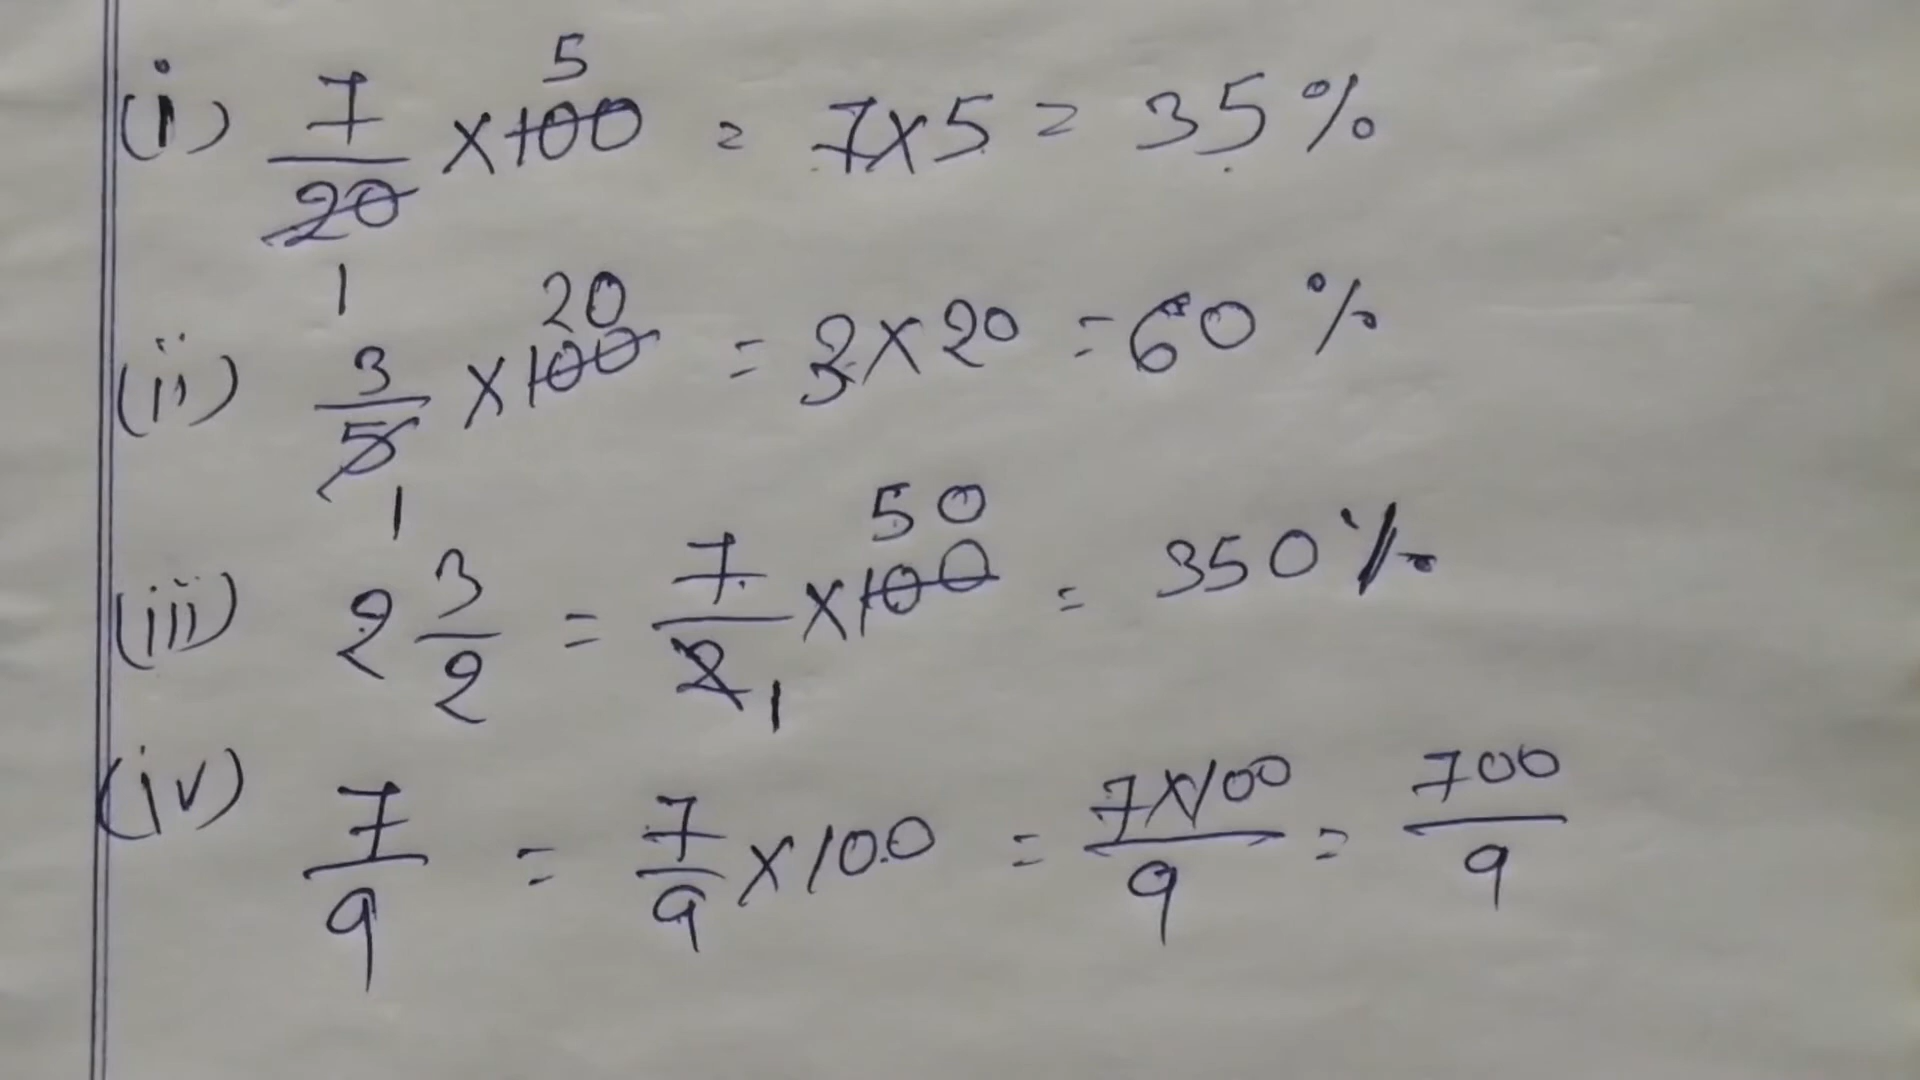 (i) 7/20 × 100 5 1 = 7×5 = 35%
(ii) 3/5 × 100 20 1 = 3×20 = 60%
(iii) 2 3/2 = 7/2 × 100 50 1 = 350%
(iv) 7/9 = 7/9 × 100 = 7×100/9 = 700/9